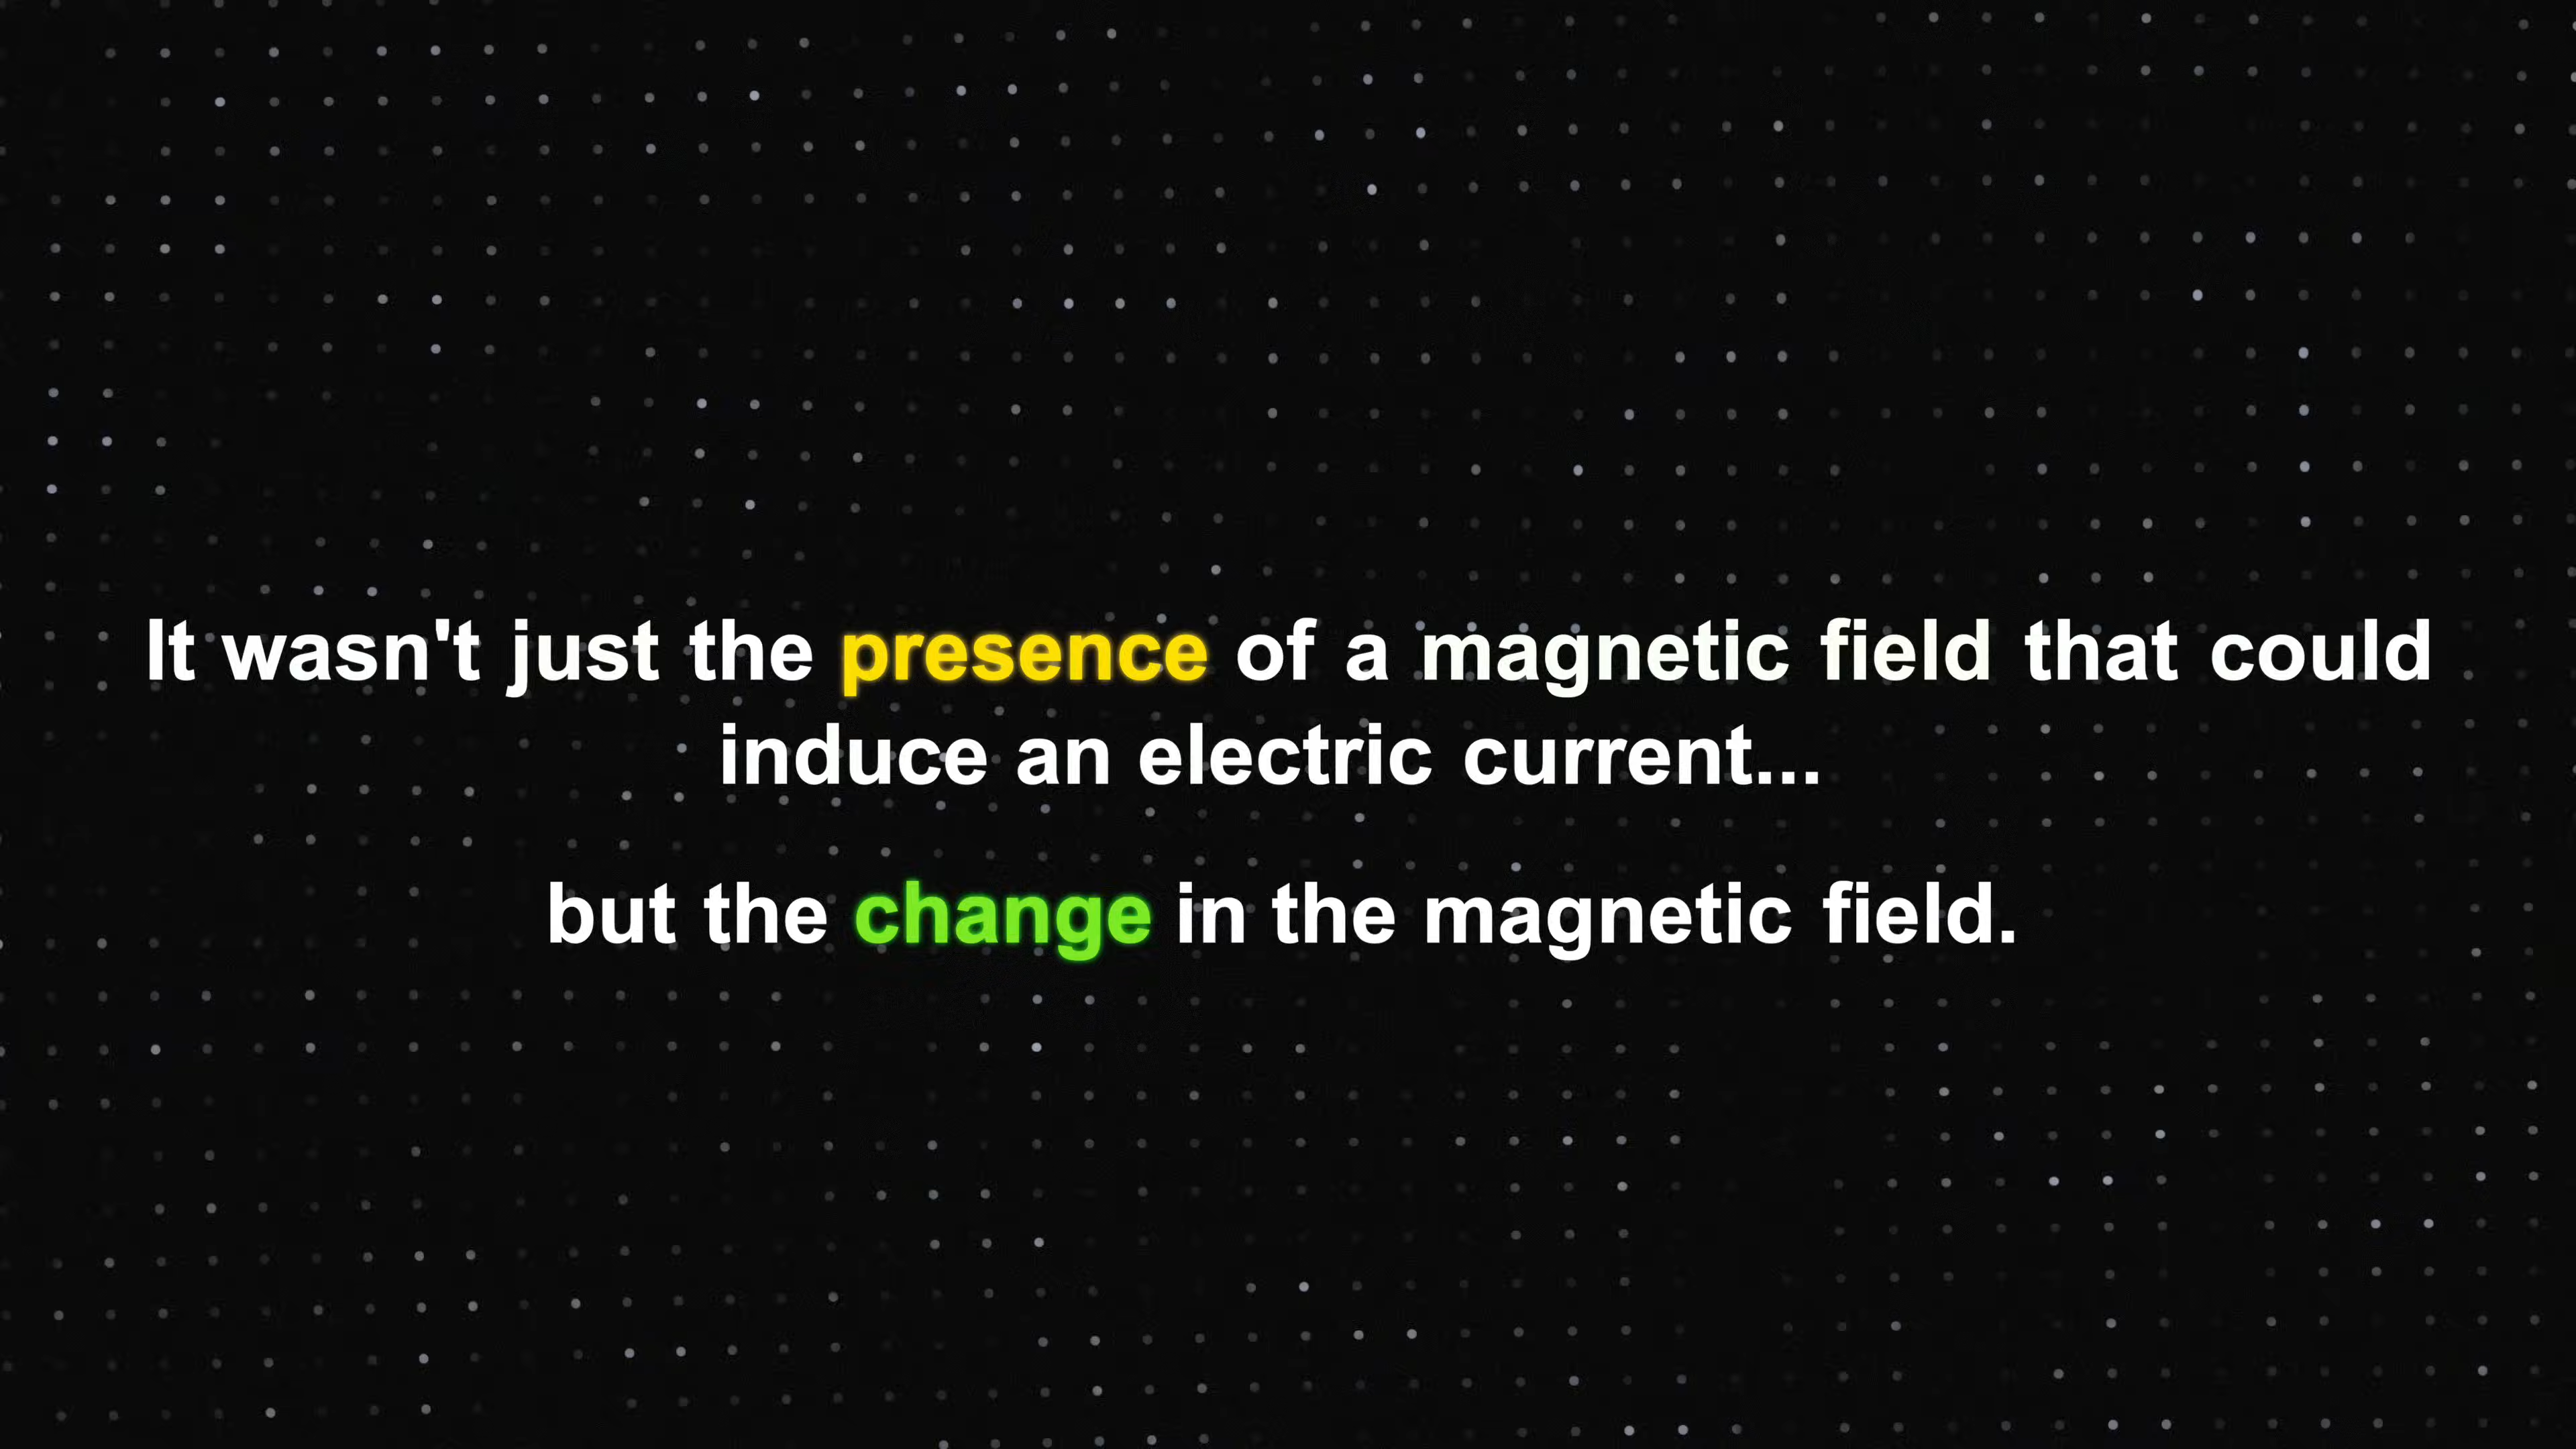 It wasn't just the presence of a magnetic field that could
induce an electric current...
but the change in the magnetic field.